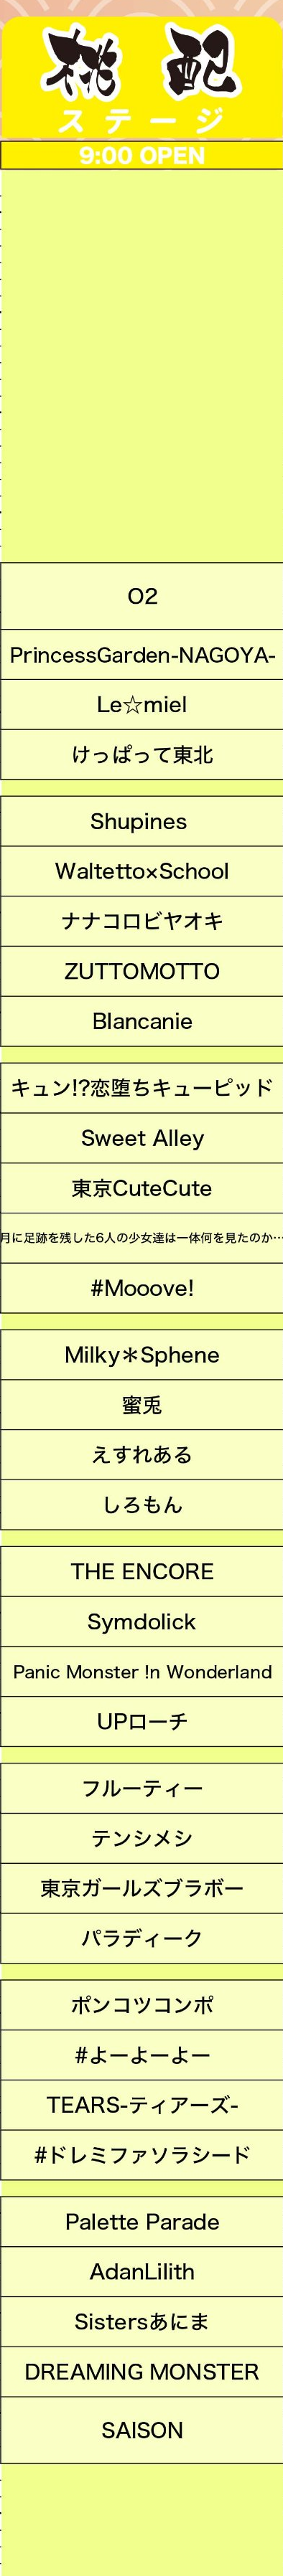 桃配
ステージ
9:00 OPEN
O2
PrincessGarden-NAGOYA-
Le☆miel
けっぱって東北
Shupines
Waltetto×School
ナナコロビヤオキ
ZUTTOMOTTO
Blancanie
キュン!?恋堕ちキューピッド
Sweet Alley
東京CuteCute
月に足跡を残した6人の少女達は一体何を見たのか…
#Mooove!
Milky＊Sphene
蜜兎
えすれある
しろもん
THE ENCORE
Symdolick
Panic Monster !n Wonderland
UPローチ
フルーティー
テンシメシ
東京ガールズブラボー
パラディーク
ポンコツコンポ
#よーよーよー
TEARS-ティアーズ-
#ドレミファソラシード
Palette Parade
AdanLilith
Sistersあにま
DREAMING MONSTER
SAISON